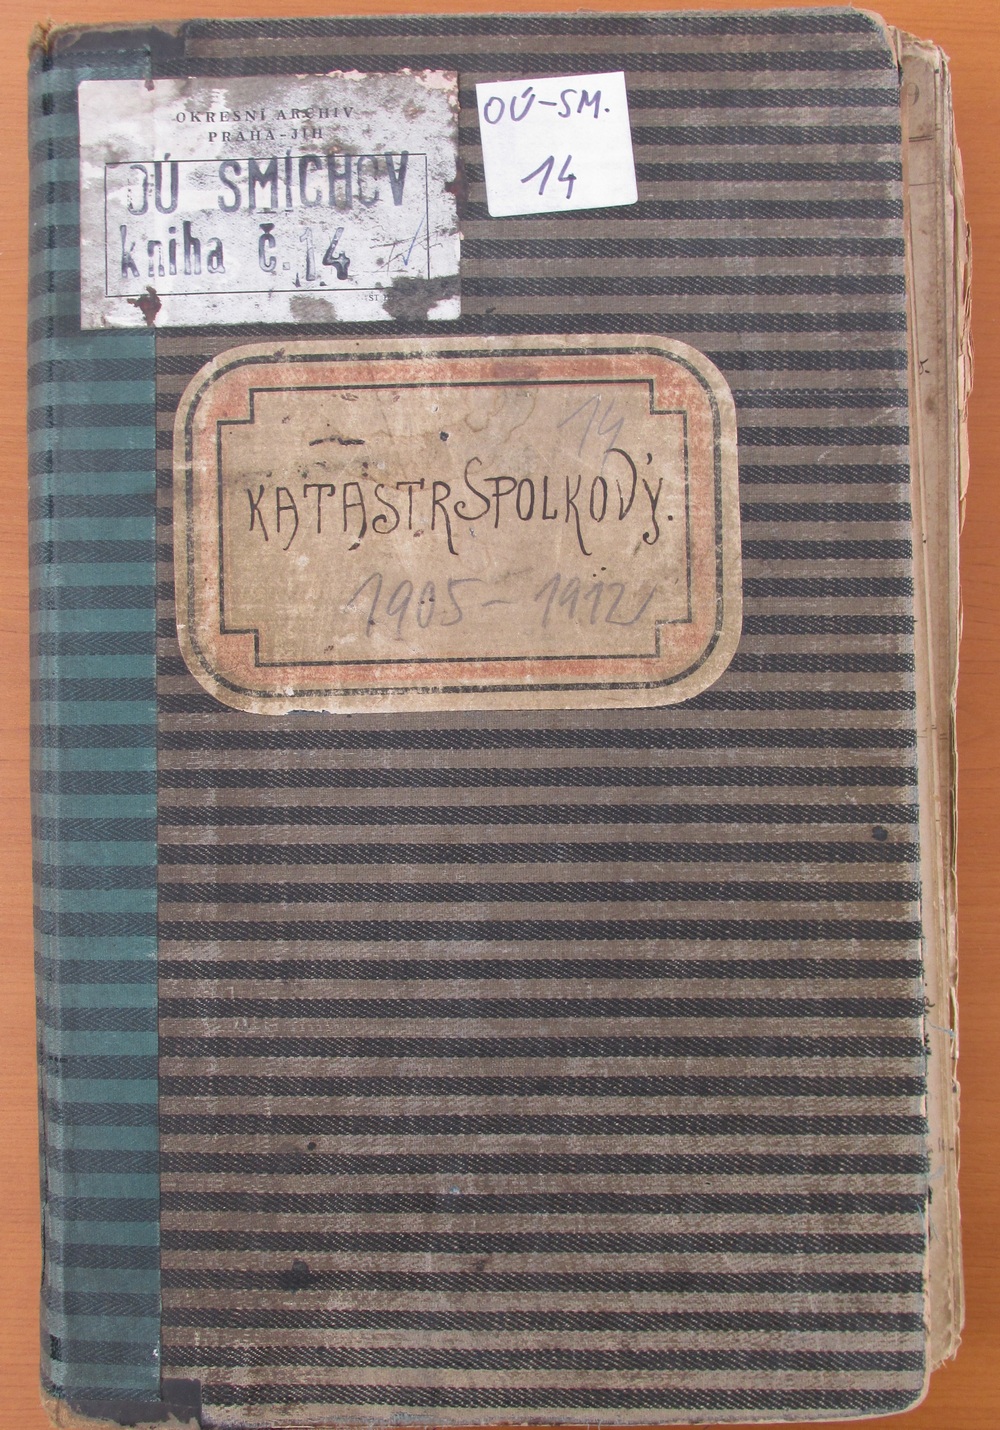 OKRESNÍ ARCHIV
PRAHA-JIH
OÚ SMÍCHOV
kniha č. 14
OÚ-SM.
14
14
KATASTR SPOLKOVÝ.
1905 - 1912